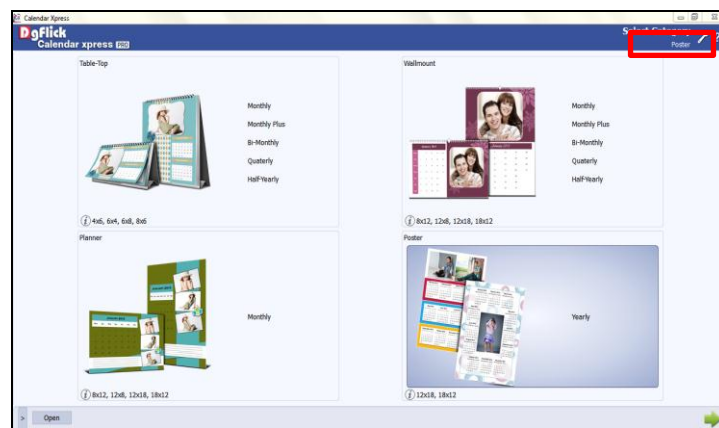 Calendar Xpress
DgFlick
Calendar xpress PRO
Select Category
Poster
?
Table-Top
Monthly
Monthly Plus
Bi-Monthly
Quaterly
Half-Yearly
4x6, 6x4, 6x8, 8x6
Wallmount
Monthly
Monthly Plus
Bi-Monthly
Quaterly
Half-Yearly
8x12, 12x8, 12x18, 18x12
Planner
Monthly
8x12, 12x8, 12x18, 18x12
Poster
Yearly
12x18, 18x12
> Open